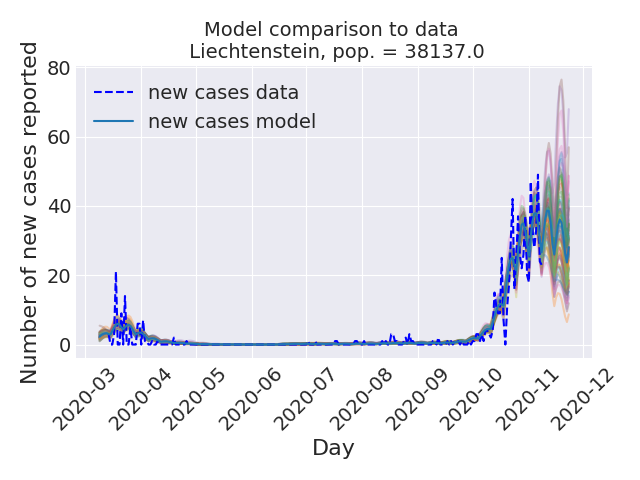 Model comparison to data
Liechtenstein, pop. = 38137.0
Number of new cases reported
80
60
40
20
0
new cases data
new cases model
2020-03
2020-04
2020-05
2020-06
2020-07
2020-08
2020-09
2020-10
2020-11
2020-12
Day